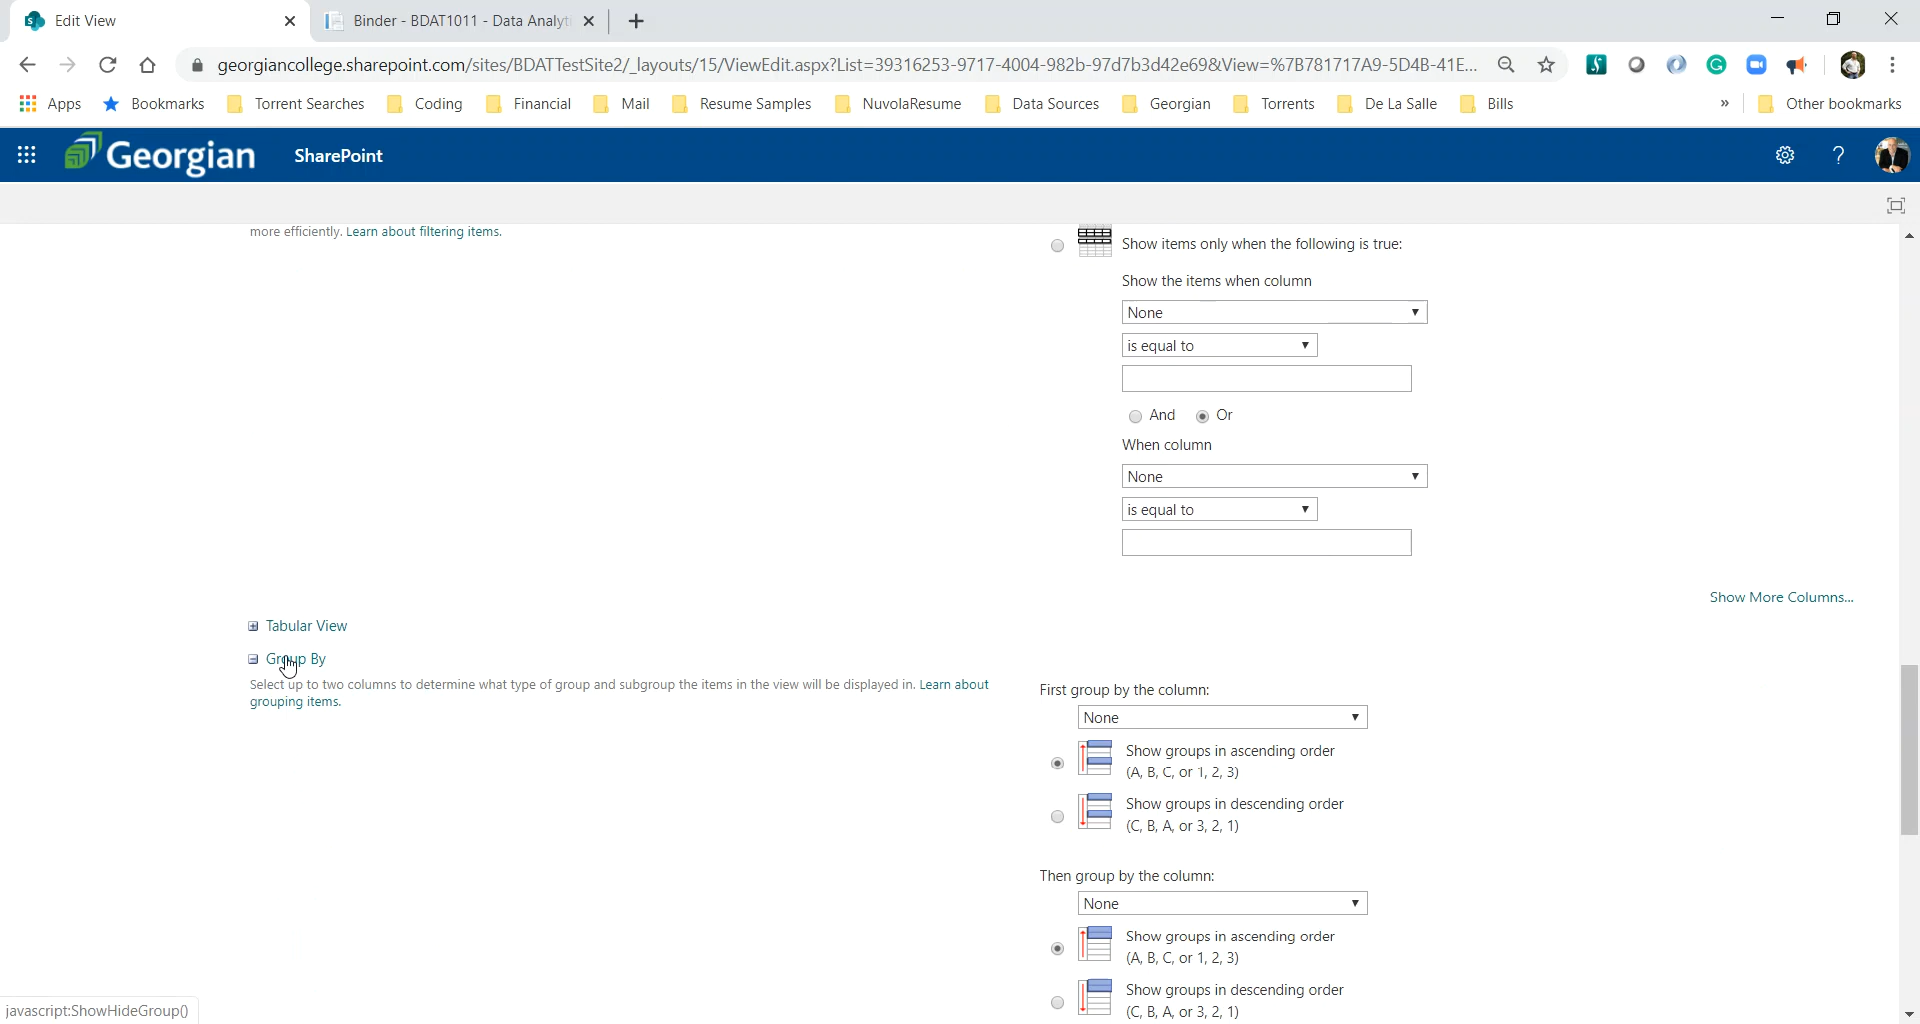 Edit View
Binder - BDAT1011 - Data Analyti
georgiancollege.sharepoint.com/sites/BDATTestSite2/_layouts/15/ViewEdit.aspx?List=39316253-9717-4004-982b-97d7b3d42e69&View=%7B781717A9-5D4B-41E...
Apps Bookmarks Torrent Searches Coding Financial Mail Resume Samples NuvolaResume Data Sources Georgian Torrents De La Salle Bills » Other bookmarks
Georgian SharePoint
more efficiently. Learn about filtering items.
Show items only when the following is true:
Show the items when column
None
is equal to
And Or
When column
None
is equal to
Show More Columns...
Tabular View
Group By
Select up to two columns to determine what type of group and subgroup the items in the view will be displayed in. Learn about
grouping items.
First group by the column:
None
Show groups in ascending order
(A, B, C, or 1, 2, 3)
Show groups in descending order
(C, B, A, or 3, 2, 1)
Then group by the column:
None
Show groups in ascending order
(A, B, C, or 1, 2, 3)
Show groups in descending order
(C, B, A, or 3, 2, 1)
javascript:ShowHideGroup()